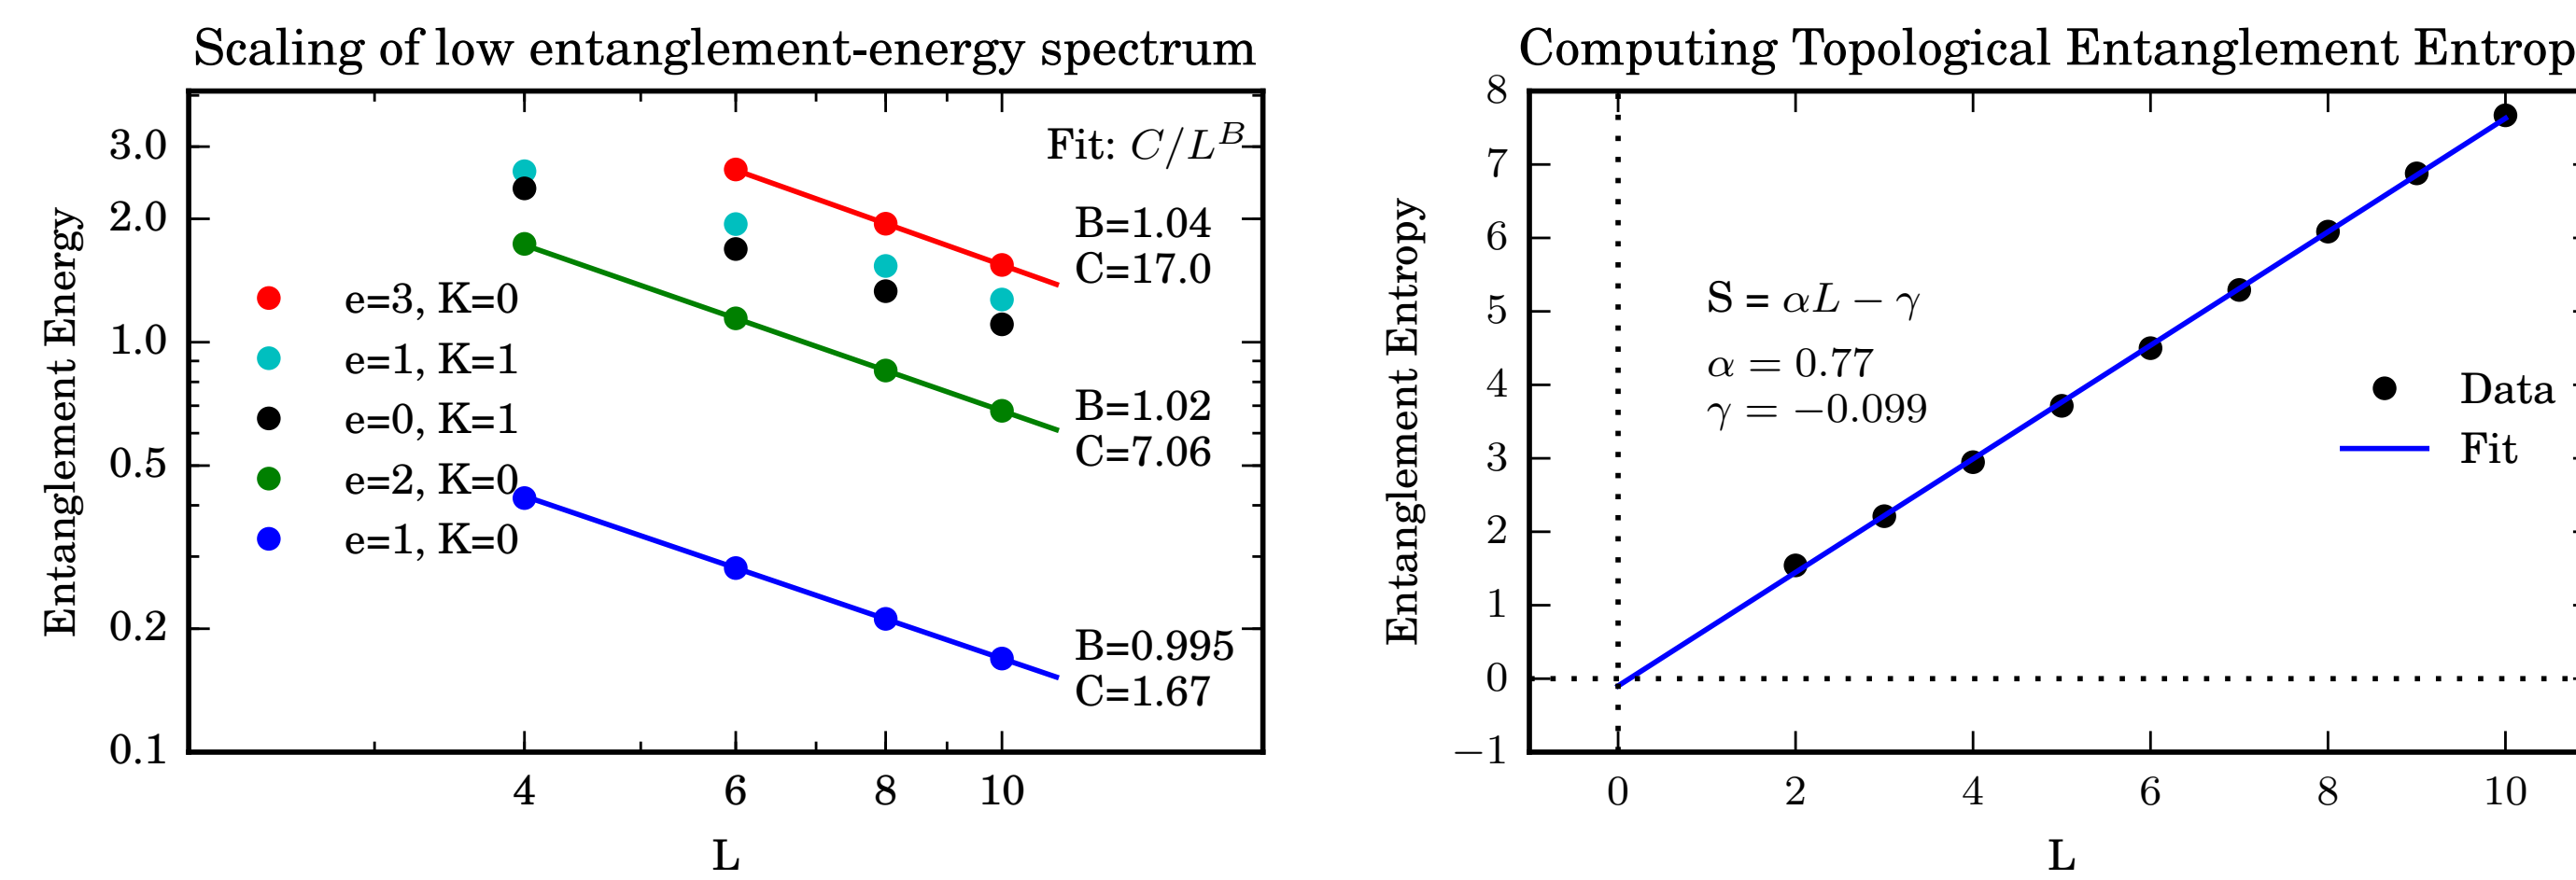 Scaling of low entanglement-energy spectrum
Entanglement Energy
3.0
2.0
1.0
0.5
0.2
0.1
4
6
8
10
L
Fit: C/L^B
B=1.04
C=17.0
B=1.02
C=7.06
B=0.995
C=1.67
e=3, K=0
e=1, K=1
e=0, K=1
e=2, K=0
e=1, K=0
Computing Topological Entanglement Entrop
Entanglement Entropy
8
7
6
5
4
3
2
1
0
−1
0
2
4
6
8
10
L
S = αL − γ
α = 0.77
γ = −0.099
Data
Fit